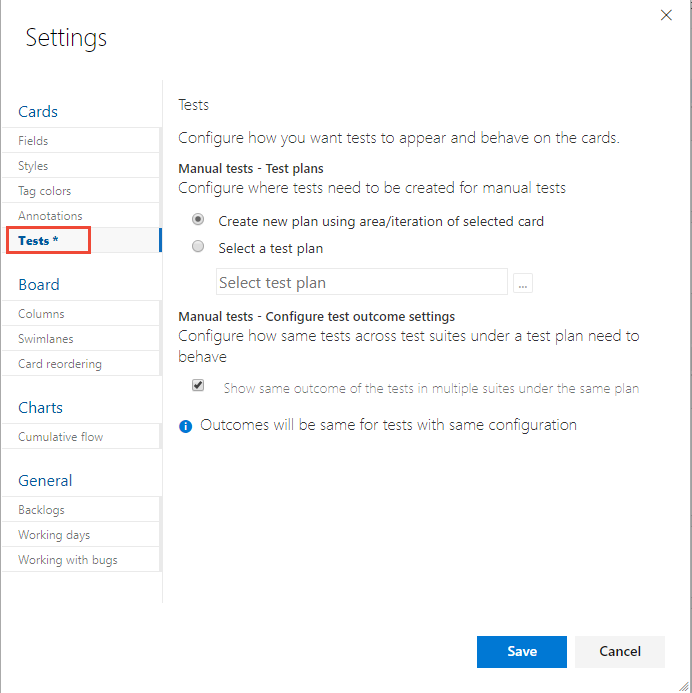 Settings
Cards
Fields
Styles
Tag colors
Annotations
Tests *
Board
Columns
Swimlanes
Card reordering
Charts
Cumulative flow
General
Backlogs
Working days
Working with bugs
Tests
Configure how you want tests to appear and behave on the cards.
Manual tests - Test plans
Configure where tests need to be created for manual tests
Create new plan using area/iteration of selected card
Select a test plan
Select test plan
...
Manual tests - Configure test outcome settings
Configure how same tests across test suites under a test plan need to
behave
Show same outcome of the tests in multiple suites under the same plan
Outcomes will be same for tests with same configuration
Save
Cancel